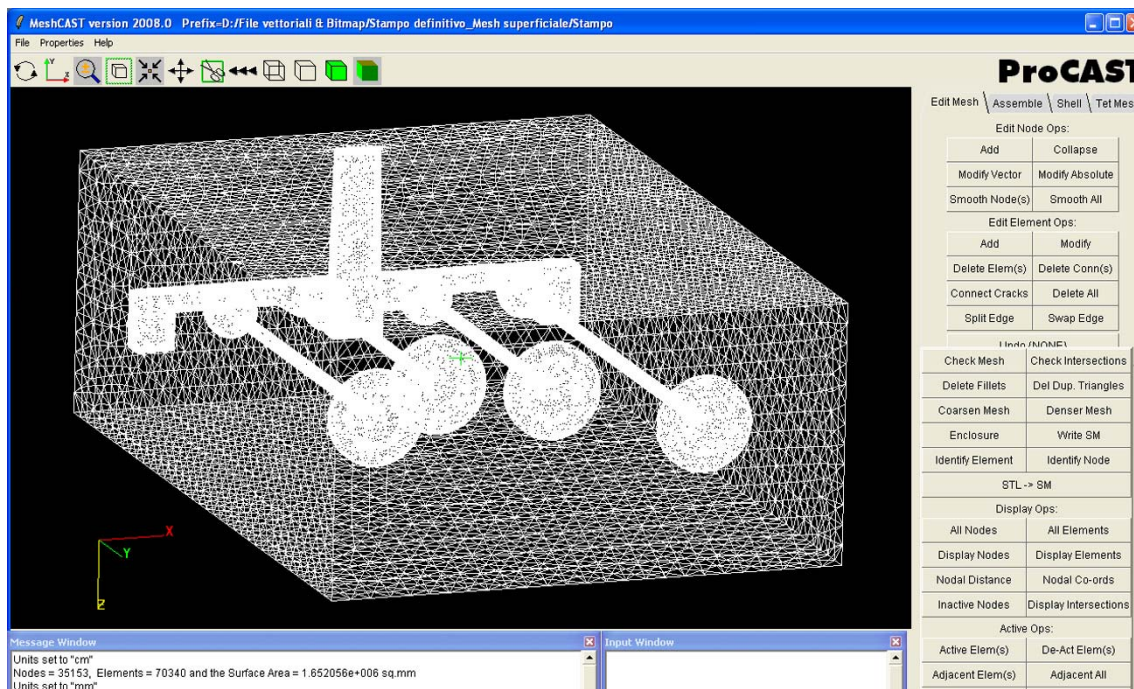 MeshCAST version 2008.0 Prefix=D:/File vettoriali & Bitmap/Stampo definitivo_Mesh superficiale/Stampo
File Properties Help
ProCAST
Edit Mesh Assemble Shell Tet Mes
Edit Node Ops:
Add Collapse
Modify Vector Modify Absolute
Smooth Node(s) Smooth All
Edit Element Ops:
Add Modify
Delete Elem(s) Delete Conn(s)
Connect Cracks Delete All
Split Edge Swap Edge
Undo (NONE)
Check Mesh Check Intersections
Delete Fillets Del Dup. Triangles
Coarsen Mesh Denser Mesh
Enclosure Write SM
Identify Element Identify Node
STL -> SM
Display Ops:
All Nodes All Elements
Display Nodes Display Elements
Nodal Distance Nodal Co-ords
Inactive Nodes Display Intersections
Active Ops:
Active Elem(s) De-Act Elem(s)
Adjacent Elem(s) Adjacent All
X
Y
Z
Message Window
Units set to "cm"
Nodes = 35153, Elements = 70340 and the Surface Area = 1.652056e+006 sq.mm
Units set to "mm"
Input Window